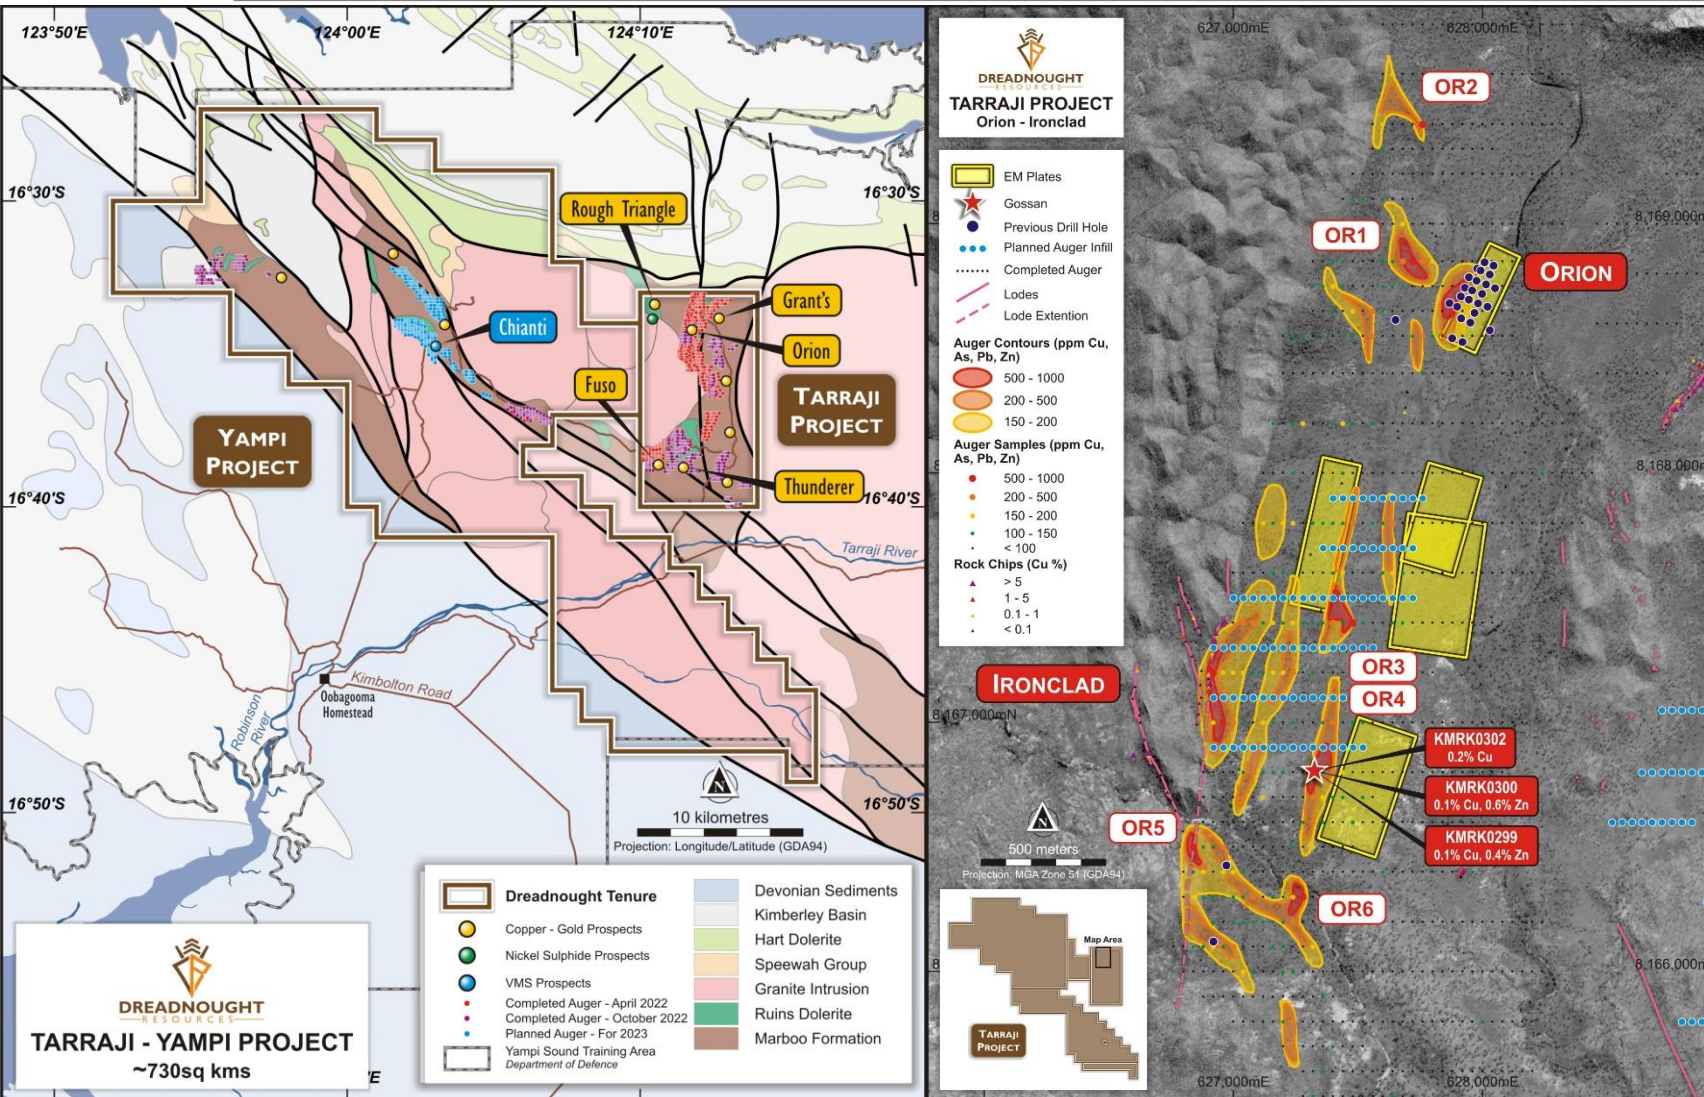 123°50'E
124°00'E
124°10'E
16°30'S
16°30'S
Rough Triangle
Grant's
Chianti
Orion
Fuso
TARRAJI
PROJECT
YAMPI
PROJECT
Thunderer
16°40'S
16°40'S
Tarraji River
Kimbolton Road
Oobagooma
Homestead
Robinson
River
16°50'S
16°50'S
N
10 kilometres
Projection: Longitude/Latitude (GDA94)
Dreadnought Tenure
Copper - Gold Prospects
Nickel Sulphide Prospects
VMS Prospects
Completed Auger - April 2022
Completed Auger - October 2022
Planned Auger - For 2023
Yampi Sound Training Area
Department of Defence
Devonian Sediments
Kimberley Basin
Hart Dolerite
Speewah Group
Granite Intrusion
Ruins Dolerite
Marboo Formation
DREADNOUGHT
RESOURCES
TARRAJI - YAMPI PROJECT
~730sq kms
'E
DREADNOUGHT
RESOURCES
TARRAJI PROJECT
Orion - Ironclad
EM Plates
Gossan
Previous Drill Hole
Planned Auger Infill
Completed Auger
Lodes
Lode Extention
Auger Contours (ppm Cu,
As, Pb, Zn)
500 - 1000
200 - 500
150 - 200
Auger Samples (ppm Cu,
As, Pb, Zn)
500 - 1000
200 - 500
150 - 200
100 - 150
< 100
Rock Chips (Cu %)
> 5
1 - 5
0.1 - 1
< 0.1
627,000mE
628,000mE
OR2
8,169,000m
OR1
ORION
8,168,000m
OR3
OR4
IRONCLAD
8,167,000mN
KMRK0302
0.2% Cu
KMRK0300
0.1% Cu, 0.6% Zn
KMRK0299
0.1% Cu, 0.4% Zn
OR5
N
500 meters
Projection: MGA Zone 51 (GDA94)
OR6
8,166,000m
Map Area
TARRAJI
PROJECT
627,000mE
628,000mE